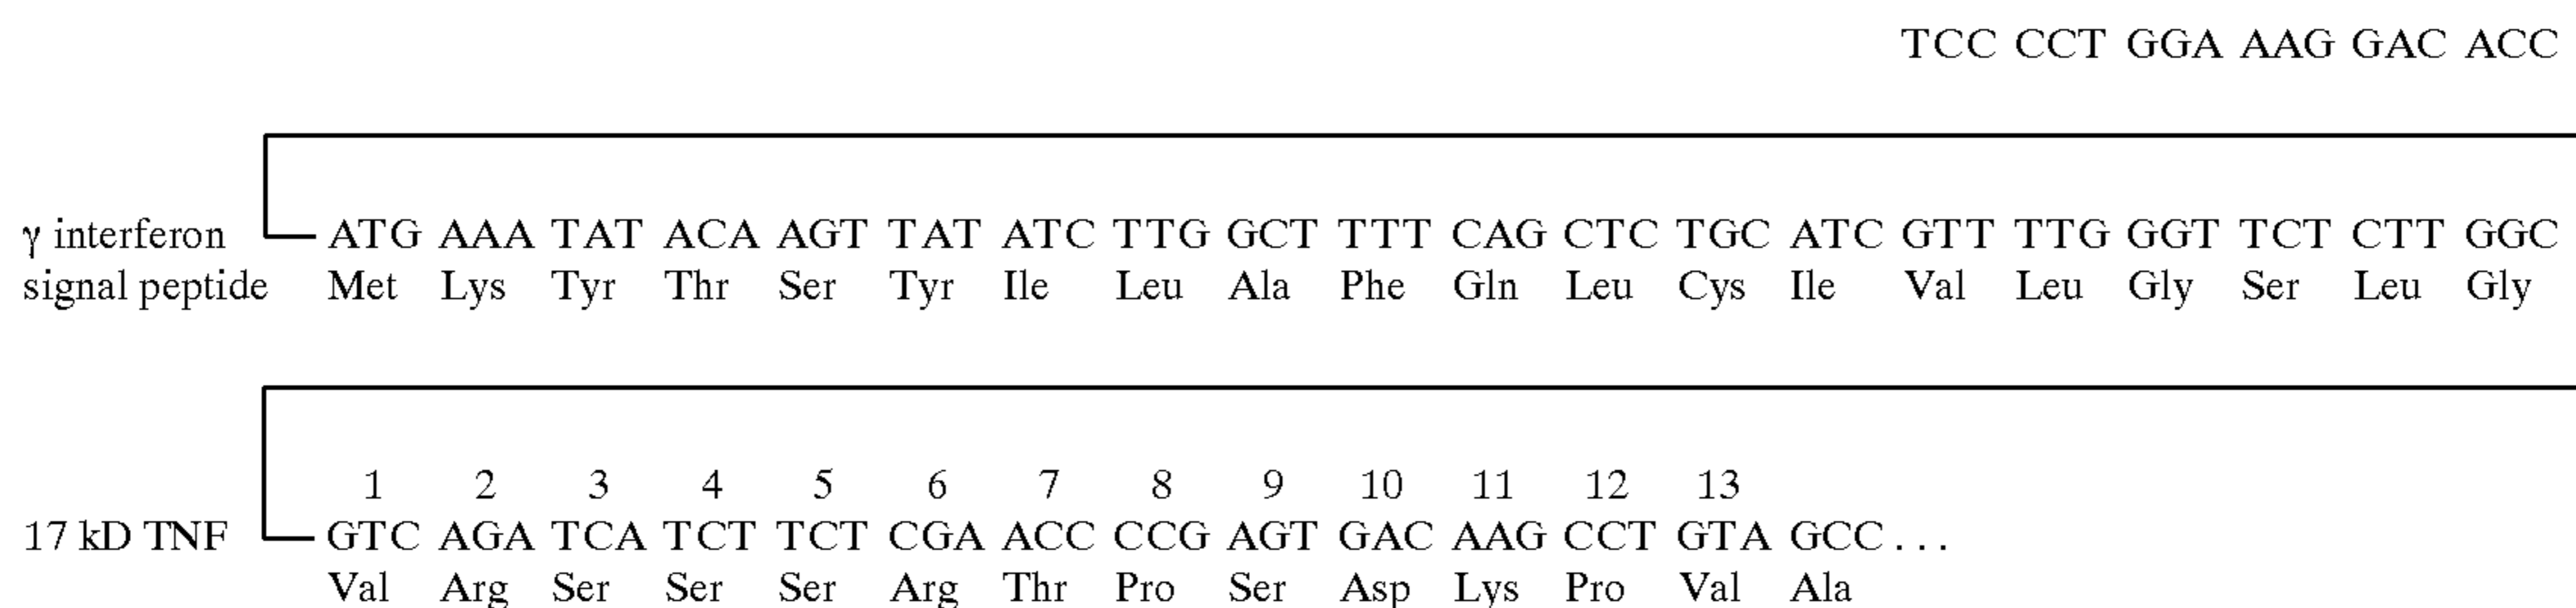 TCC CCT GGA AAG GAC ACC
γ interferon ATG AAA TAT ACA AGT TAT ATC TTG GCT TTT CAG CTC TGC ATC GTT TTG GGT TCT CTT GGC
signal peptide Met Lys Tyr Thr Ser Tyr Ile Leu Ala Phe Gln Leu Cys Ile Val Leu Gly Ser Leu Gly
1 2 3 4 5 6 7 8 9 10 11 12 13
17 kD TNF GTC AGA TCA TCT TCT CGA ACC CCG AGT GAC AAG CCT GTA GCC...
Val Arg Ser Ser Ser Arg Thr Pro Ser Asp Lys Pro Val Ala